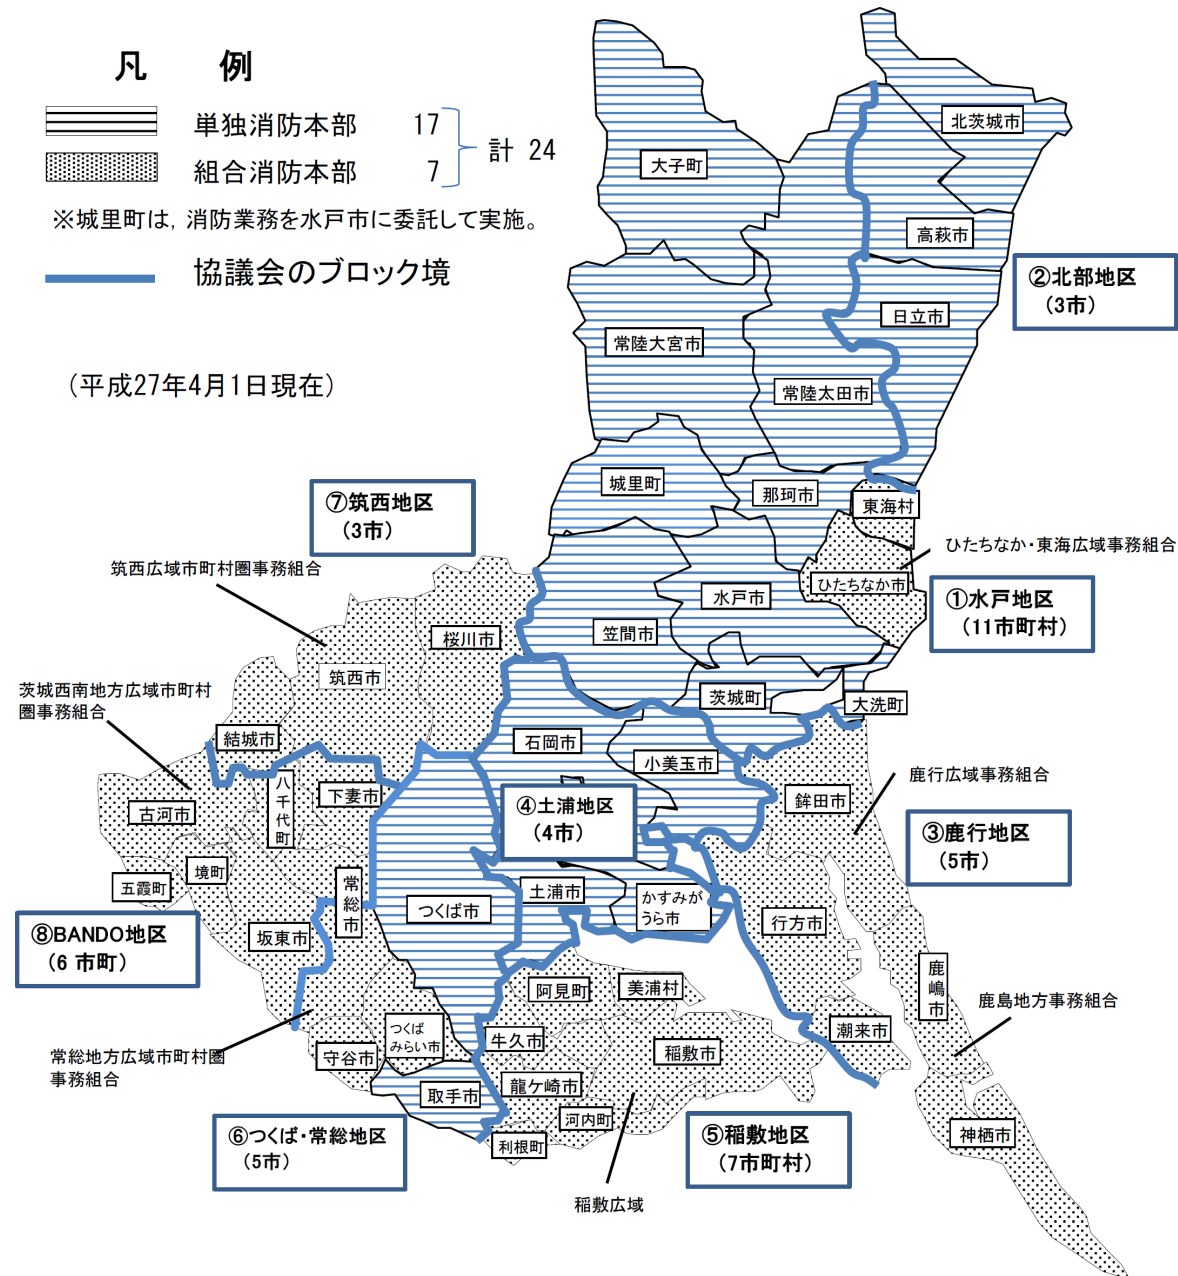 凡　例
単独消防本部　17
組合消防本部　7
計 24
※城里町は, 消防業務を水戸市に委託して実施。
協議会のブロック境
（平成27年4月1日現在）
北茨城市
大子町
高萩市
②北部地区
（3市）
日立市
常陸大宮市
常陸太田市
城里町
那珂市
東海村
⑦筑西地区
（3市）
ひたちなか・東海広域事務組合
筑西広域市町村圏事務組合
ひたちなか市
①水戸地区
（11市町村）
水戸市
笠間市
桜川市
筑西市
茨城西南地方広域市町村
圏事務組合
茨城町
大洗町
結城市
石岡市
小美玉市
鹿行広域事務組合
八千代町
下妻市
鉾田市
古河市
④土浦地区
（4市）
③鹿行地区
（5市）
境町
五霞町
常総市
土浦市
かすみが
うら市
つくば市
行方市
⑧BANDO地区
（6 市町）
坂東市
鹿嶋市
阿見町
美浦村
鹿島地方事務組合
つくば
みらい市
潮来市
常総地方広域市町村圏
事務組合
守谷市
牛久市
稲敷市
龍ケ崎市
取手市
河内町
⑥つくば・常総地区
（5市）
利根町
⑤稲敷地区
（7市町村）
神栖市
稲敷広域